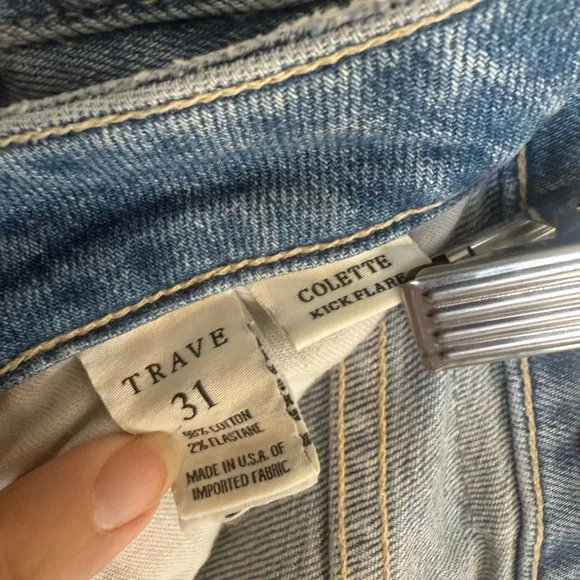 TRAVE
31
98% COTTON
2% ELASTANE
MADE IN U.S.A. OF
IMPORTED FABRIC
COLETTE
KICK FLARE